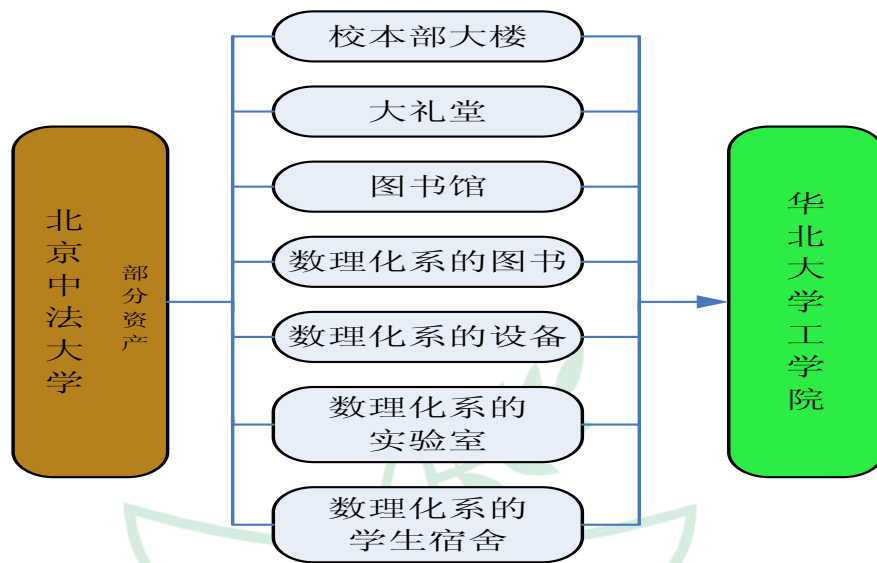 北京中法大学
部分资产
校本部大楼
大礼堂
图书馆
数理化系的图书
数理化系的设备
数理化系的
实验室
数理化系的
学生宿舍
华北大学工学院